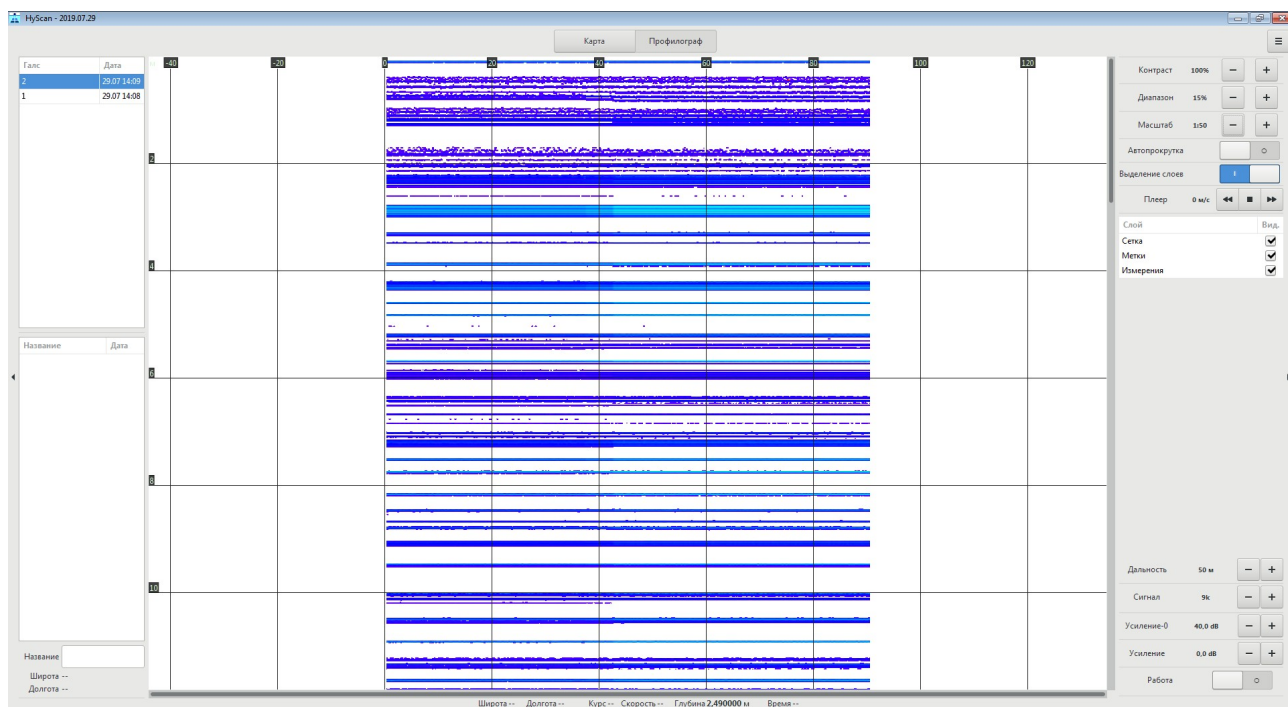 HyScan - 2019.07.29
Карта Профилограф
Галс Дата
2 29.07 14:09
1 29.07 14:08
Название Дата
Название
Широта --
Долгота --
-40 -20 0 20 40 60 80 100 120
2
4
6
8
10
Контраст 100% − +
Диапазон 15% − +
Масштаб 1:50 − +
Автопрокрутка
Выделение слоев
Плеер 0 м/с
Слой Вид.
Сетка
Метки
Измерения
Дальность 50 м − +
Сигнал 9k − +
Усиление-0 40,0 dB − +
Усиление 0,0 dB − +
Работа
Широта -- Долгота -- Курс -- Скорость -- Глубина 2,490000 м Время --